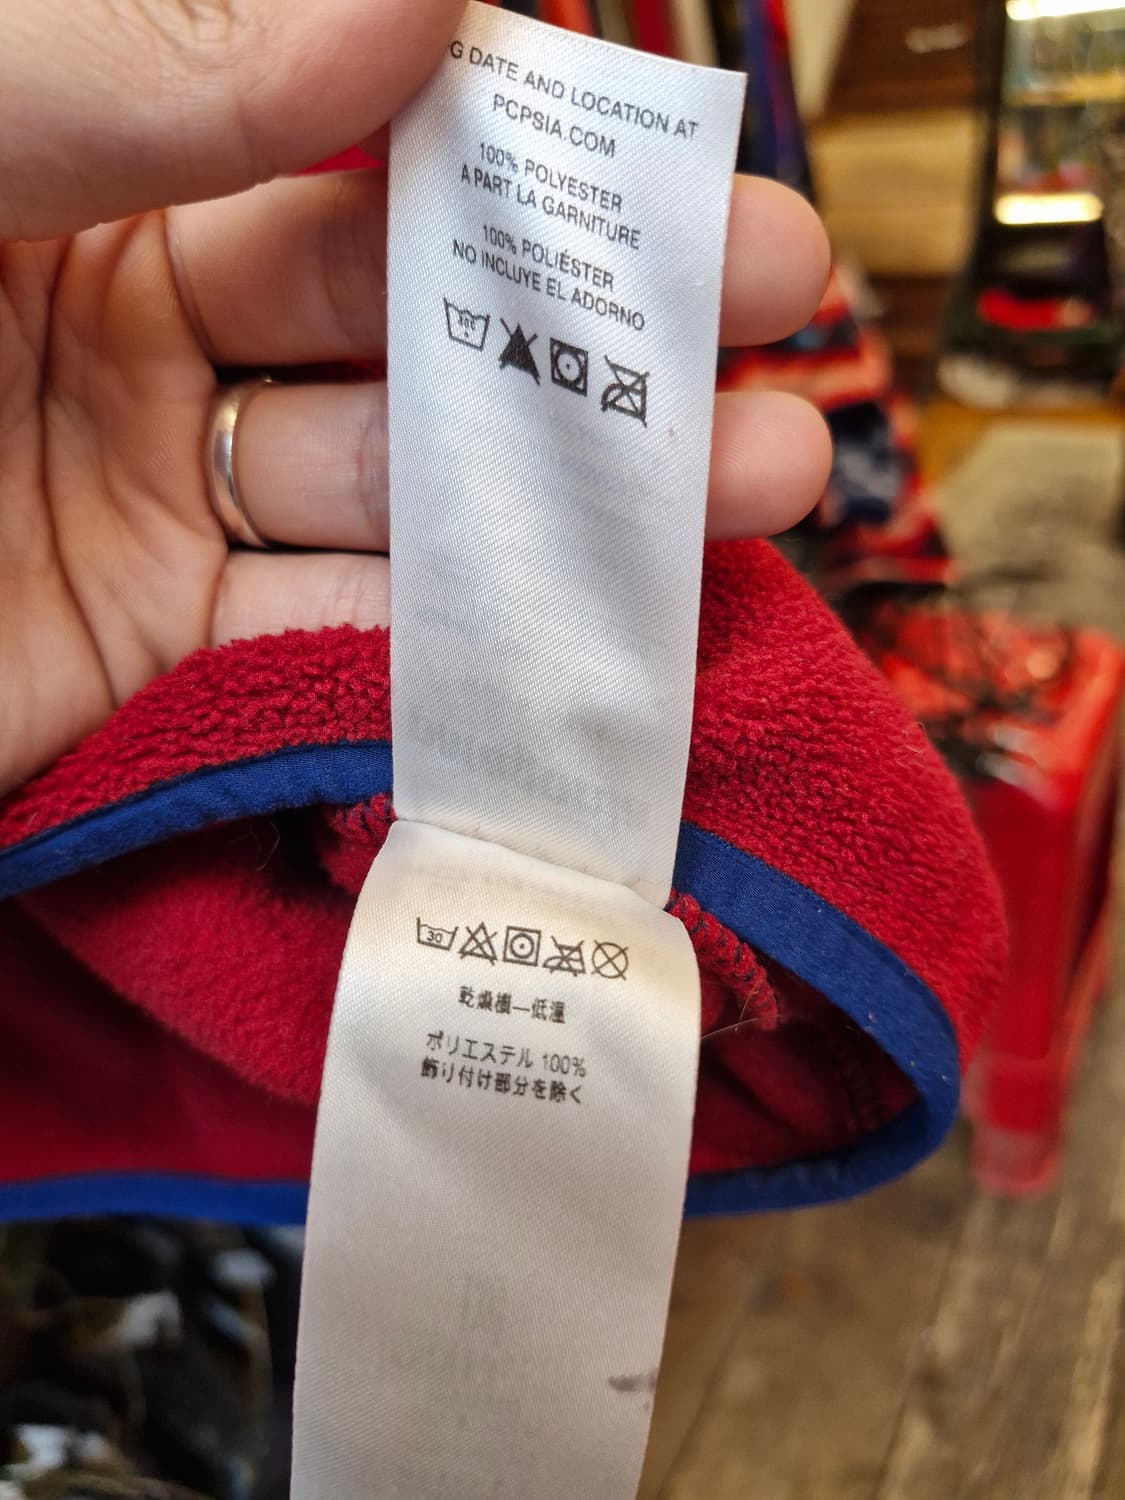 G DATE AND LOCATION AT
PCPSIA.COM
100% POLYESTER
A PART LA GARNITURE
100% POLIÉSTER
NO INCLUYE EL ADORNO
30
乾燥機—低温
ポリエステル 100%
飾り付け部分を除く